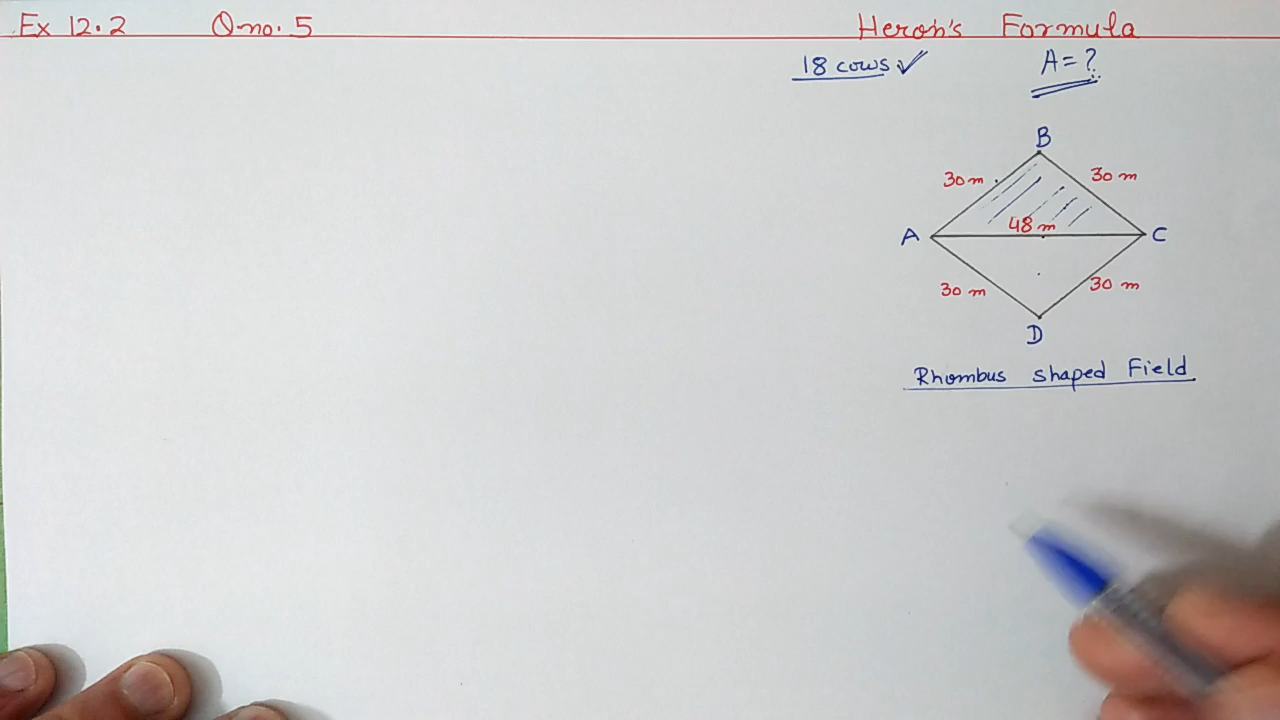 Ex 12.2 Q.no. 5 Heron's Formula
18 cows ✓ A = ?
B
30 m 30 m
48 m
A C
30 m 30 m
D
Rhombus shaped Field